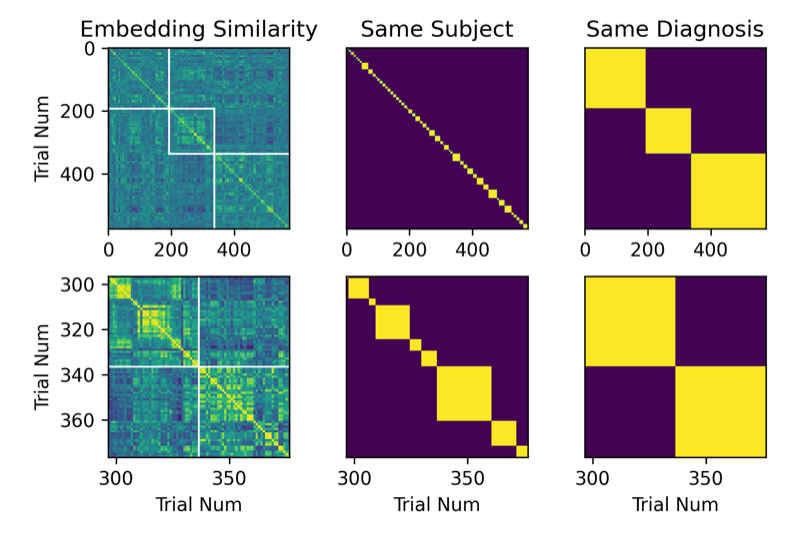 Embedding Similarity
Same Subject
Same Diagnosis
0
200
400
Trial Num
0 200 400
0 200 400
0 200 400
300
320
340
360
Trial Num
300 350
300 350
300 350
Trial Num
Trial Num
Trial Num